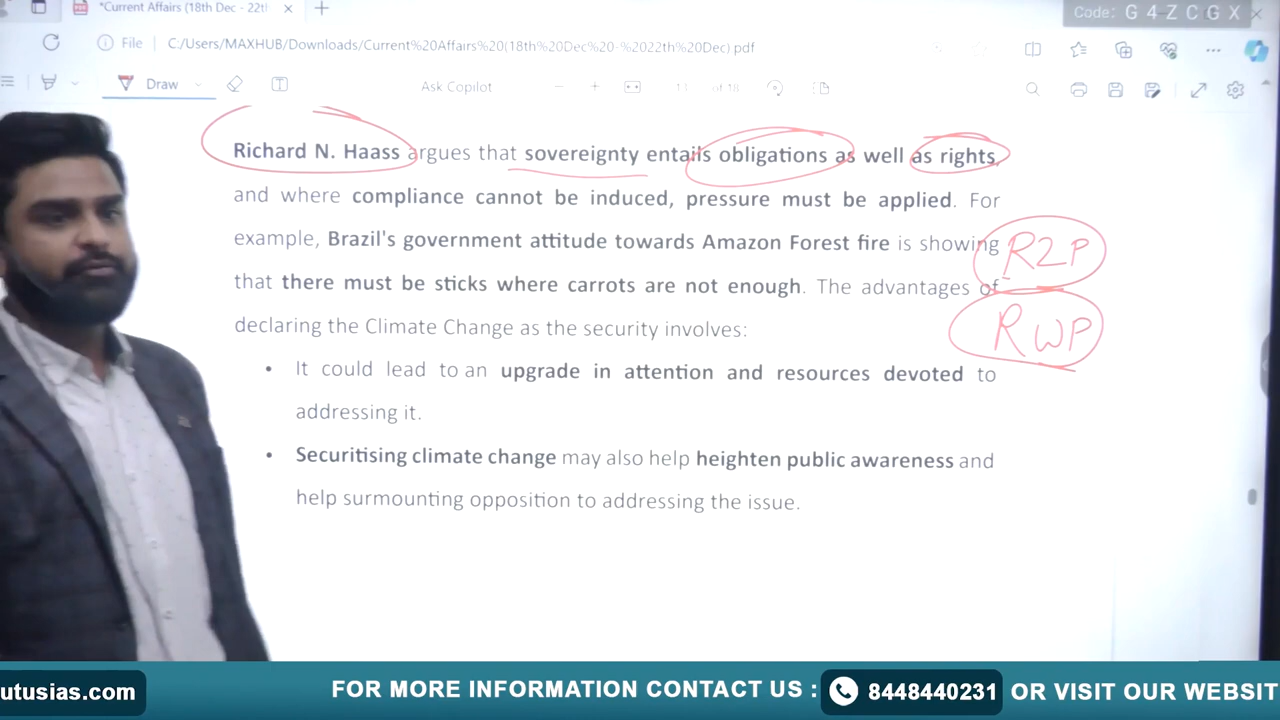 *Current Affairs (18th Dec - 22th
Code: G 4 Z C G X
File C:/Users/MAXHUB/Downloads/Current%20Affairs%20(18th%20Dec%20-%2022th%20Dec).pdf
Draw Ask Copilot 11 of 18
Richard N. Haass argues that sovereignty entails obligations as well as rights,
and where compliance cannot be induced, pressure must be applied. For
example, Brazil's government attitude towards Amazon Forest fire is showing
R2P
that there must be sticks where carrots are not enough. The advantages of
declaring the Climate Change as the security involves:
RWP
• It could lead to an upgrade in attention and resources devoted to
addressing it.
• Securitising climate change may also help heighten public awareness and
help surmounting opposition to addressing the issue.
utusias.com FOR MORE INFORMATION CONTACT US : 8448440231 OR VISIT OUR WEBSIT